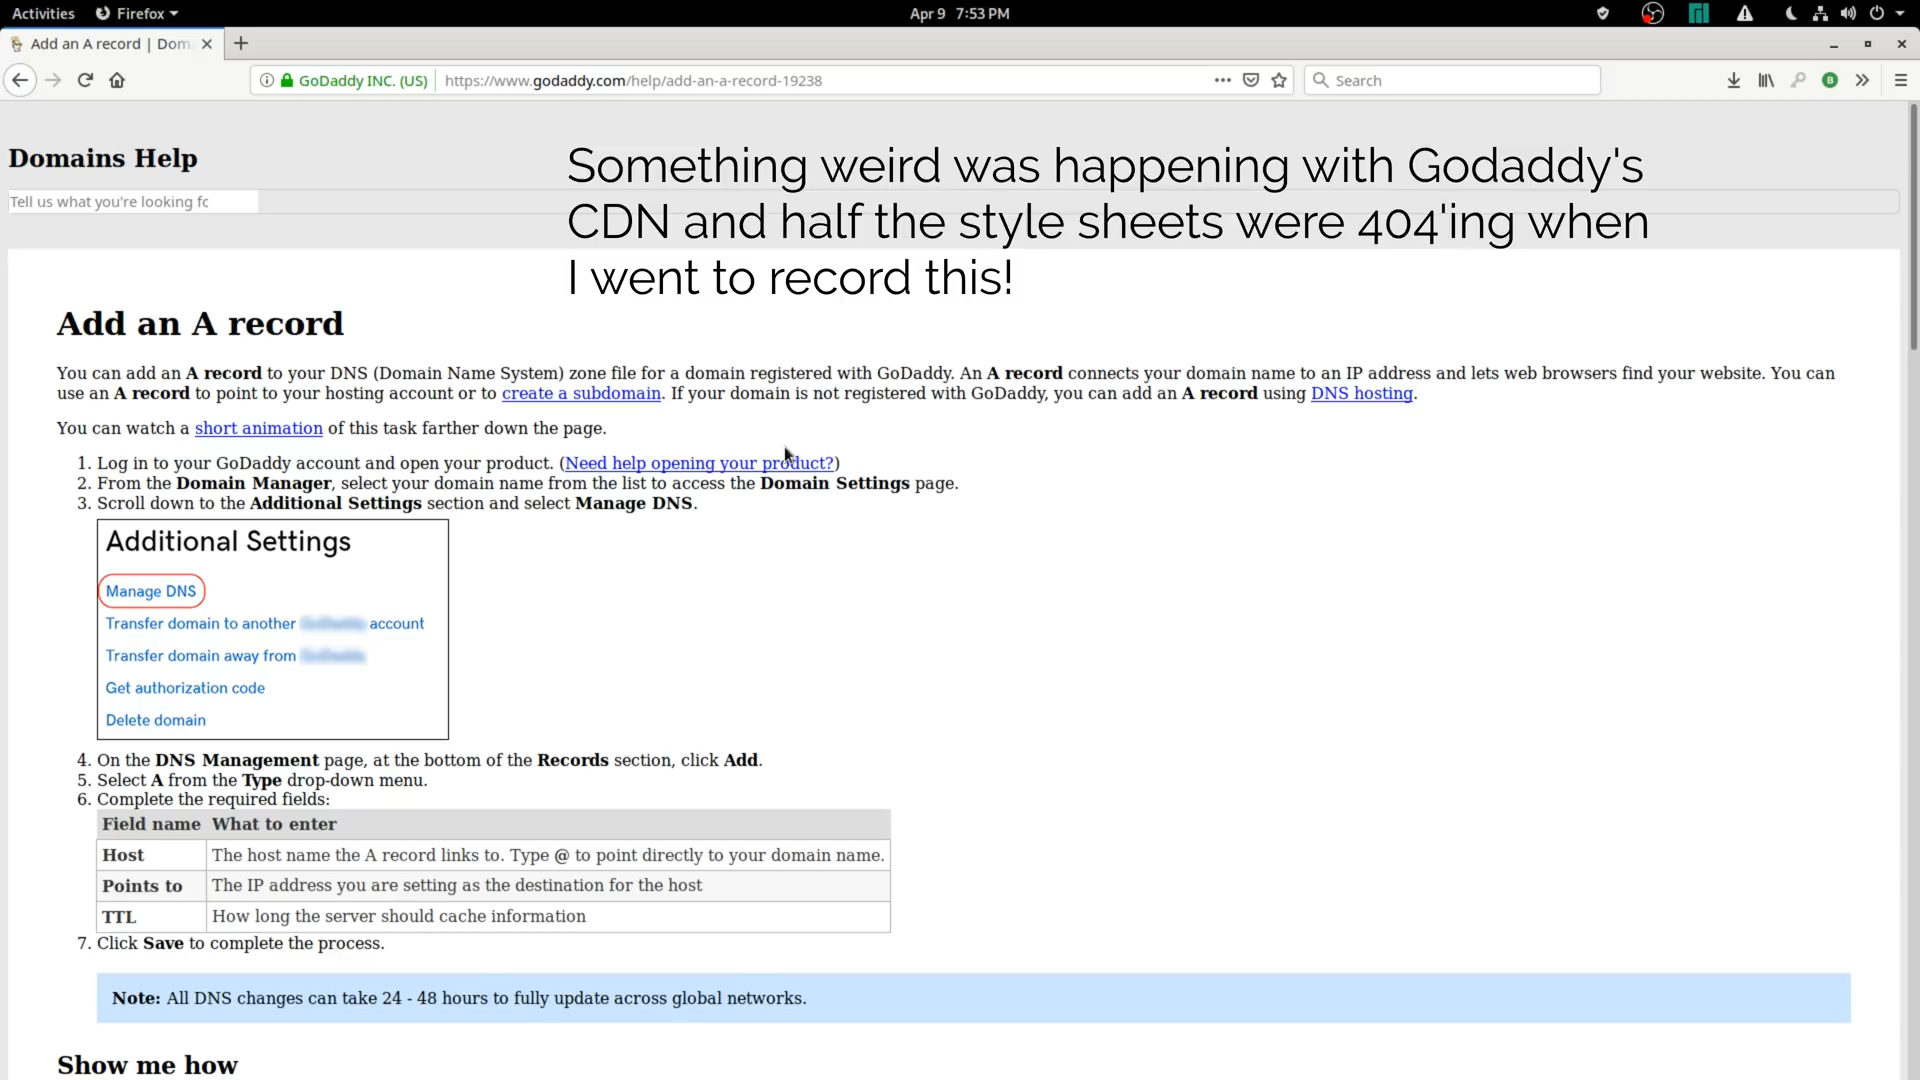 Activities Firefox Apr 9 7:53 PM
Add an A record | Dom
GoDaddy INC. (US) https://www.godaddy.com/help/add-an-a-record-19238 Search
Domains Help
Tell us what you're looking fo
Something weird was happening with Godaddy's
CDN and half the style sheets were 404'ing when
I went to record this!
Add an A record
You can add an A record to your DNS (Domain Name System) zone file for a domain registered with GoDaddy. An A record connects your domain name to an IP address and lets web browsers find your website. You can
use an A record to point to your hosting account or to create a subdomain. If your domain is not registered with GoDaddy, you can add an A record using DNS hosting.
You can watch a short animation of this task farther down the page.
1. Log in to your GoDaddy account and open your product. (Need help opening your product?)
2. From the Domain Manager, select your domain name from the list to access the Domain Settings page.
3. Scroll down to the Additional Settings section and select Manage DNS.
Additional Settings
Manage DNS
Transfer domain to another account
Transfer domain away from
Get authorization code
Delete domain
4. On the DNS Management page, at the bottom of the Records section, click Add.
5. Select A from the Type drop-down menu.
6. Complete the required fields:
Field name What to enter
Host The host name the A record links to. Type @ to point directly to your domain name.
Points to The IP address you are setting as the destination for the host
TTL How long the server should cache information
7. Click Save to complete the process.
Note: All DNS changes can take 24 - 48 hours to fully update across global networks.
Show me how